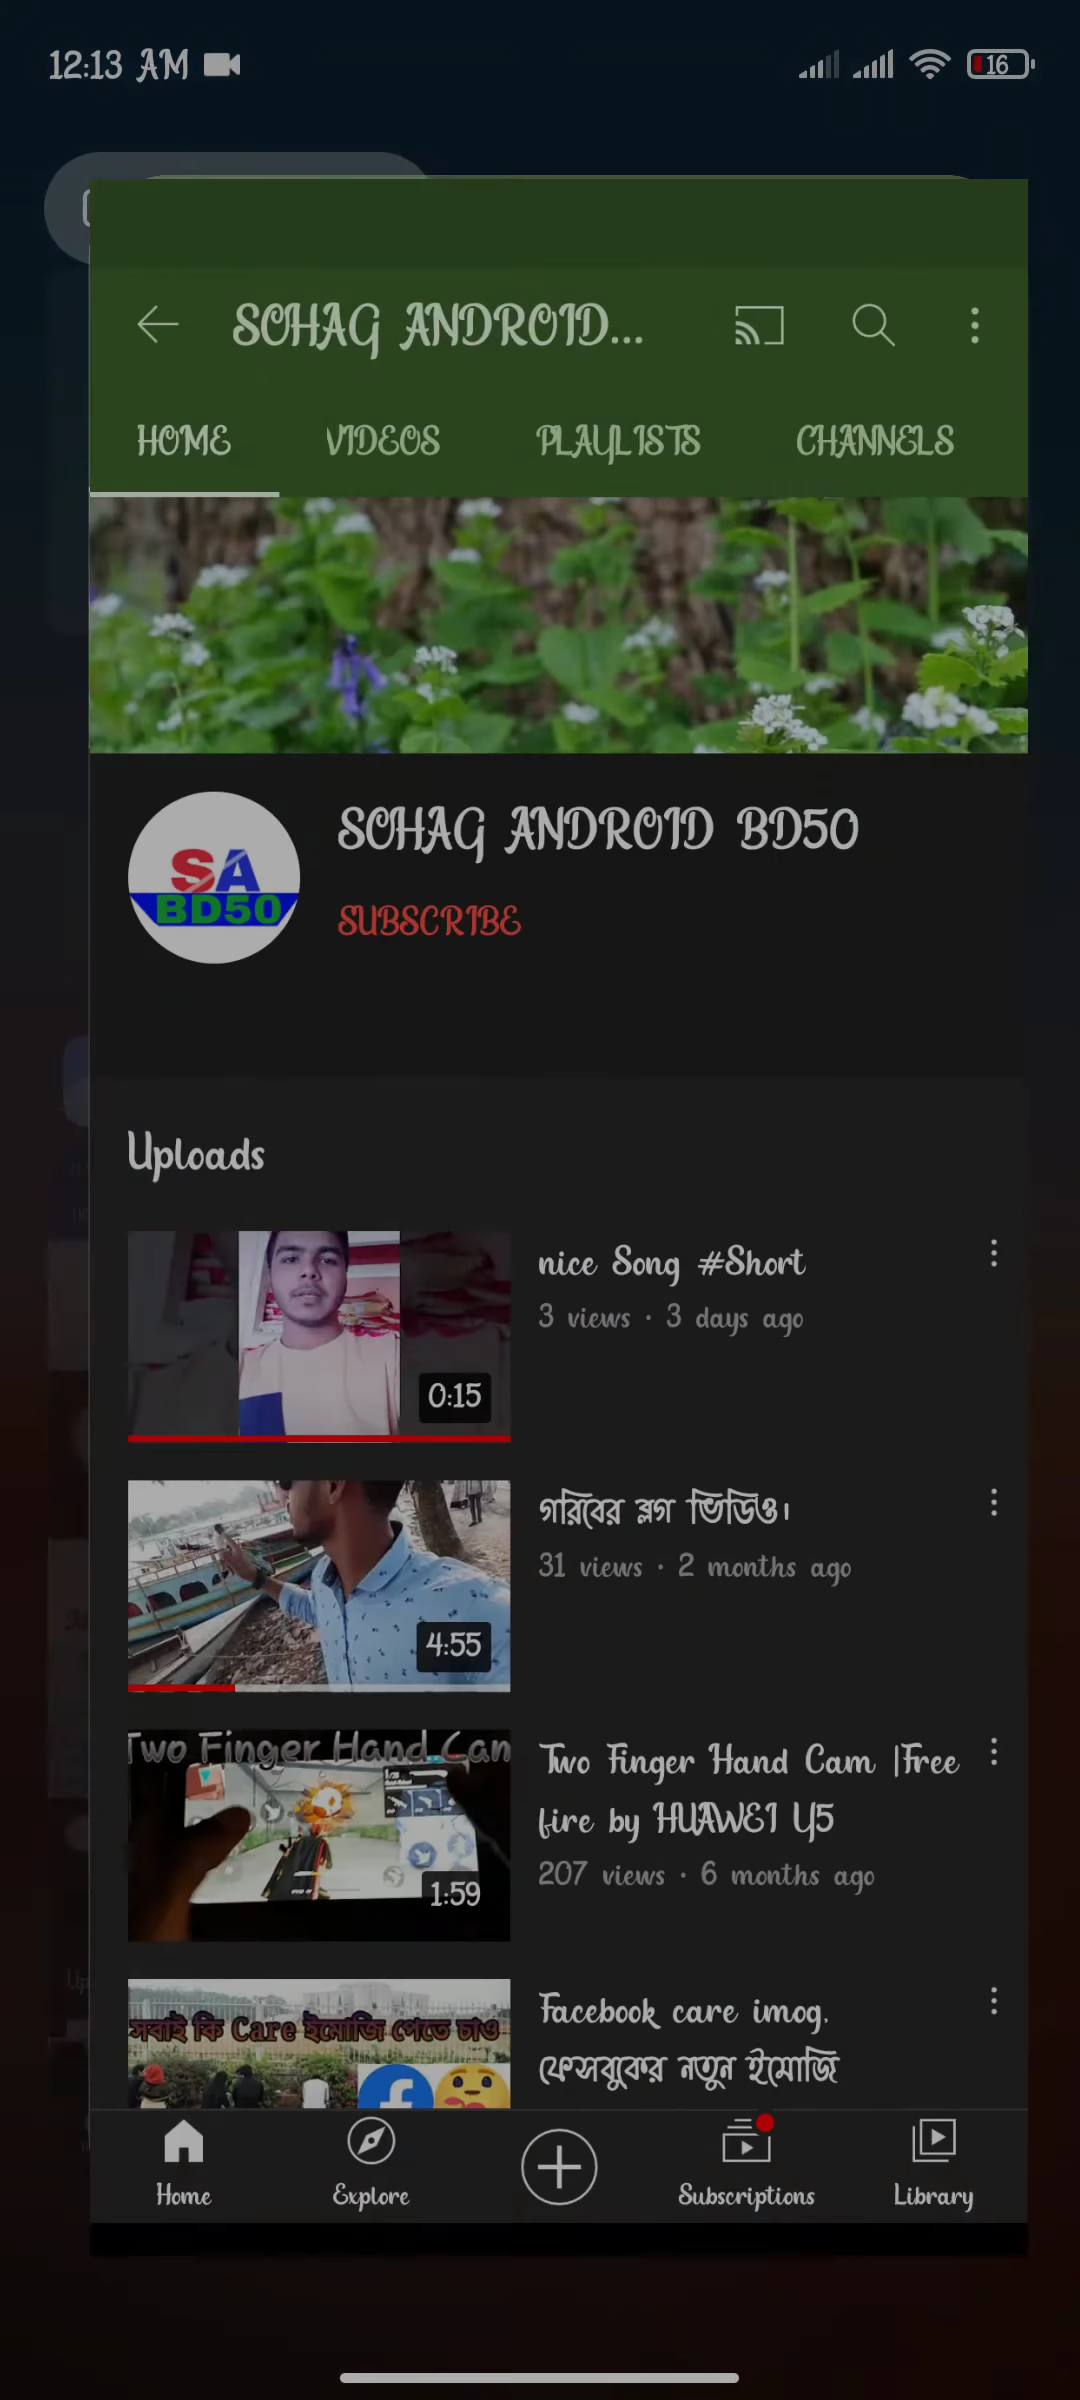 12:13 AM
16
SOHAG ANDROID...
HOME VIDEOS PLAYLISTS CHANNELS
SOHAG ANDROID BD50
SA
BD50
SUBSCRIBE
Uploads
nice Song #Short
3 views · 3 days ago
0:15
গরিবের ব্লগ ভিডিও।
31 views · 2 months ago
4:55
Two Finger Hand Cam
Two Finger Hand Cam |Free
fire by HUAWEI Y5
207 views · 6 months ago
1:59
Facebook care imog.
ফেসবুকের নতুন ইমোজি
সবাই কি Care ইমোজি পেতে চাও
Home Explore Subscriptions Library